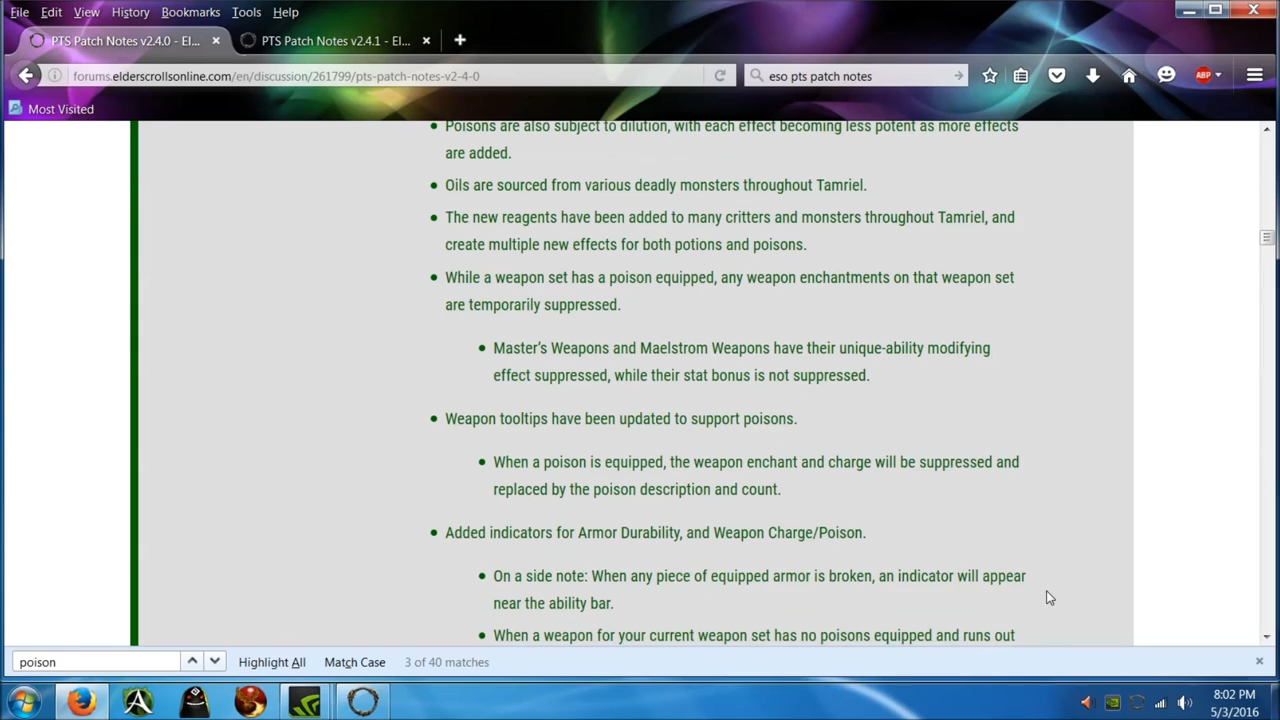 File Edit View History Bookmarks Tools Help
PTS Patch Notes v2.4.0 - El... PTS Patch Notes v2.4.1 - El...
forums.elderscrollsonline.com/en/discussion/261799/pts-patch-notes-v2-4-0 eso pts patch notes ABP
Most Visited
Poisons are also subject to dilution, with each effect becoming less potent as more effects
are added.
Oils are sourced from various deadly monsters throughout Tamriel.
The new reagents have been added to many critters and monsters throughout Tamriel, and
create multiple new effects for both potions and poisons.
While a weapon set has a poison equipped, any weapon enchantments on that weapon set
are temporarily suppressed.
Master's Weapons and Maelstrom Weapons have their unique-ability modifying
effect suppressed, while their stat bonus is not suppressed.
Weapon tooltips have been updated to support poisons.
When a poison is equipped, the weapon enchant and charge will be suppressed and
replaced by the poison description and count.
Added indicators for Armor Durability, and Weapon Charge/Poison.
On a side note: When any piece of equipped armor is broken, an indicator will appear
near the ability bar.
When a weapon for your current weapon set has no poisons equipped and runs out
poison Highlight All Match Case 3 of 40 matches
8:02 PM
5/3/2016